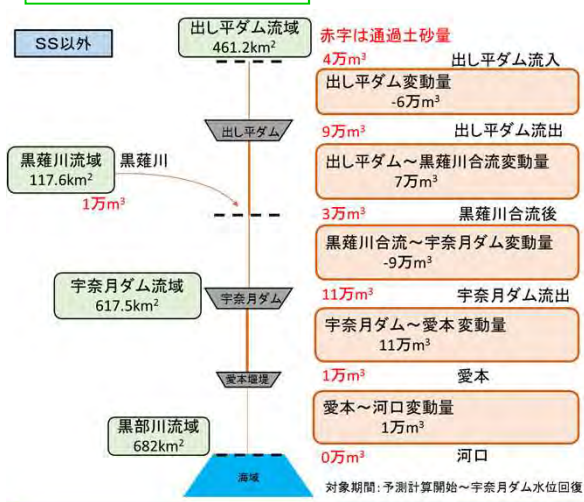 SS以外
出し平ダム流域
461.2km²
赤字は通過土砂量
4万m³
出し平ダム流入
出し平ダム変動量
-6万m³
出し平ダム
9万m³
出し平ダム流出
黒薙川流域
117.6km²
黒薙川
1万m³
出し平ダム~黒薙川合流変動量
7万m³
3万m³
黒薙川合流後
黒薙川合流~宇奈月ダム変動量
-9万m³
宇奈月ダム流域
617.5km²
宇奈月ダム
11万m³
宇奈月ダム流出
宇奈月ダム~愛本 変動量
11万m³
愛本堰堤
1万m³
愛本
愛本~河口変動量
1万m³
黒部川流域
682km²
0万m³
河口
海域
対象期間:予測計算開始~宇奈月ダム水位回復